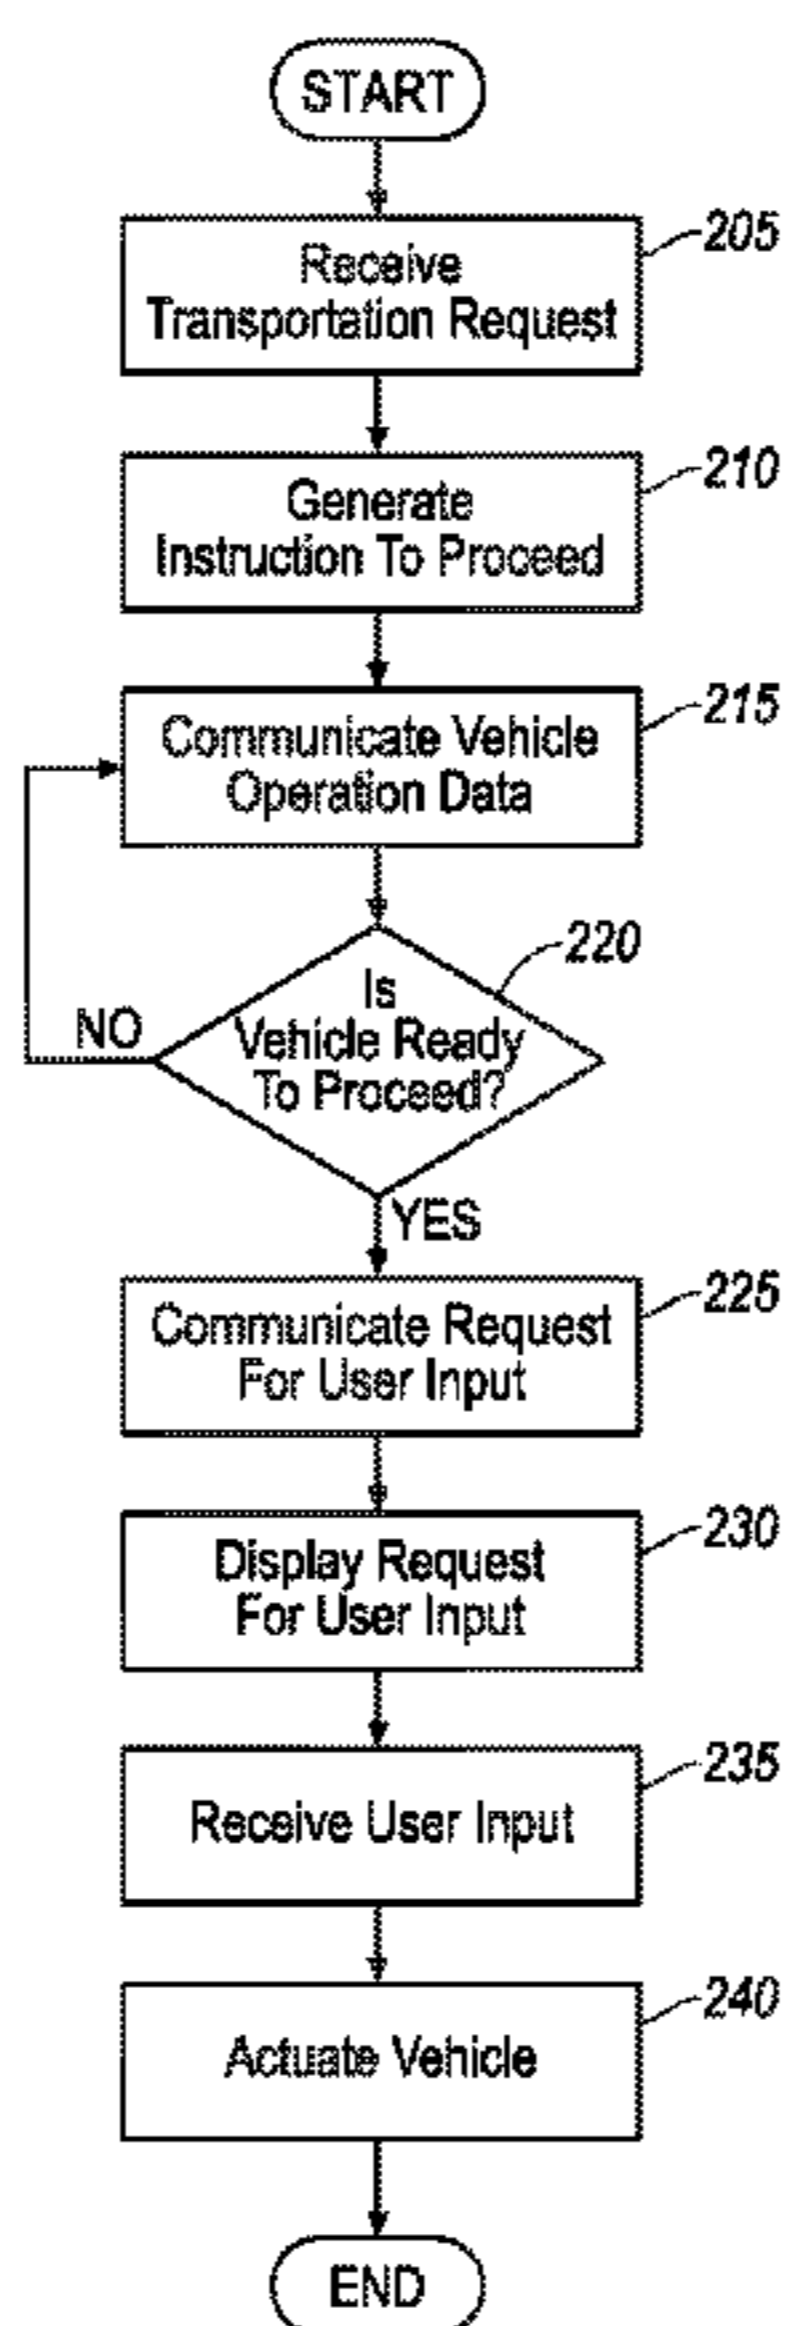 START
205
Receive
Transportation Request
210
Generate
Instruction To Proceed
215
Communicate Vehicle
Operation Data
220
Is
Vehicle Ready
To Proceed?
NO
YES
225
Communicate Request
For User Input
230
Display Request
For User Input
235
Receive User Input
240
Actuate Vehicle
END